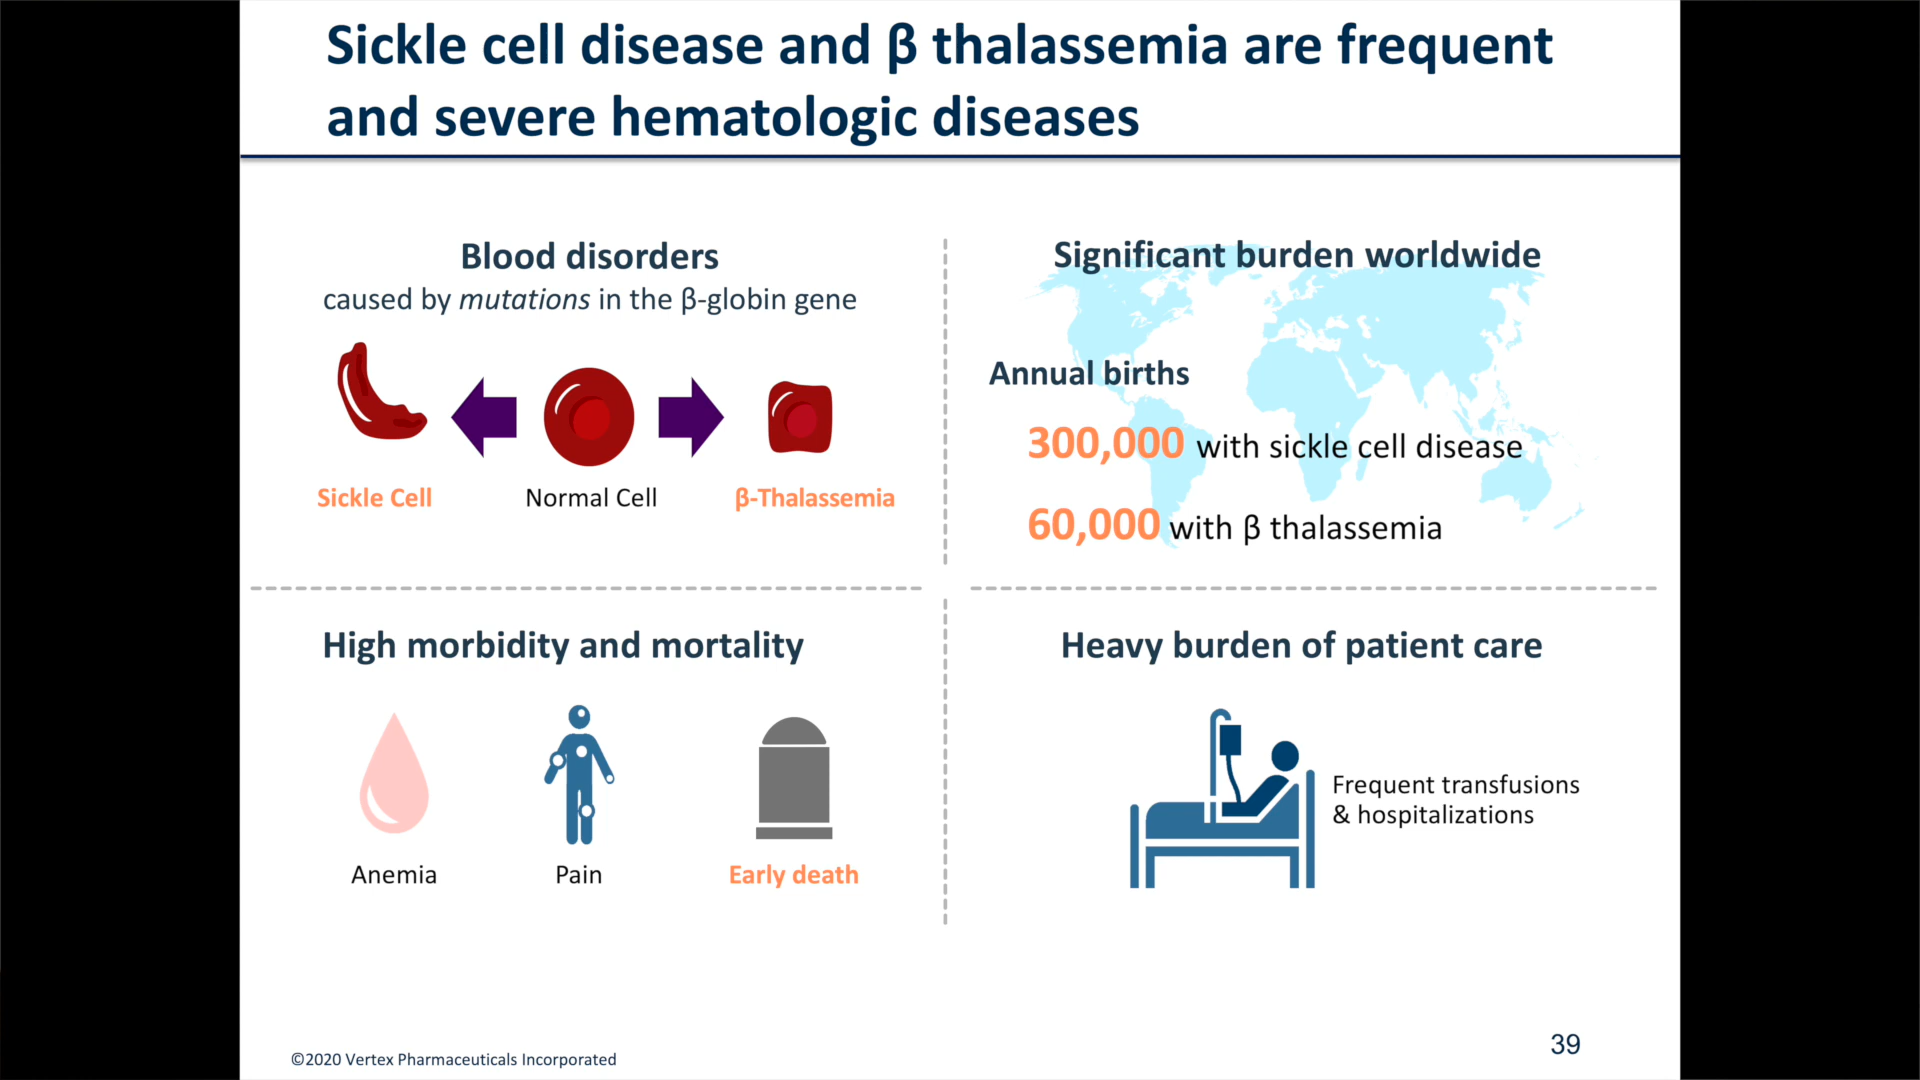 Sickle cell disease and β thalassemia are frequent
and severe hematologic diseases
Blood disorders
caused by mutations in the β-globin gene
Sickle Cell
Normal Cell
β-Thalassemia
Significant burden worldwide
Annual births
300,000 with sickle cell disease
60,000 with β thalassemia
High morbidity and mortality
Anemia
Pain
Early death
Heavy burden of patient care
Frequent transfusions
& hospitalizations
©2020 Vertex Pharmaceuticals Incorporated
39